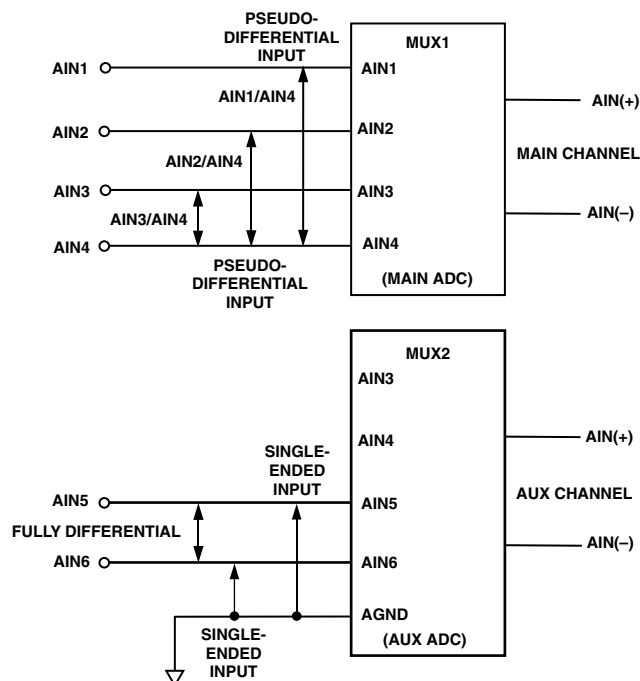 PSEUDO-
DIFFERENTIAL
INPUT
MUX1
AIN1
AIN1
AIN1/AIN4
AIN(+)
AIN2
AIN2
AIN2/AIN4
MAIN CHANNEL
AIN3
AIN3
AIN3/AIN4
AIN(–)
AIN4
AIN4
PSEUDO-
DIFFERENTIAL
INPUT
(MAIN ADC)
MUX2
AIN3
AIN4
AIN(+)
SINGLE-
ENDED
INPUT
AIN5
AIN5
AUX CHANNEL
FULLY DIFFERENTIAL
AIN(–)
AIN6
AIN6
AGND
SINGLE-
ENDED
INPUT
(AUX ADC)